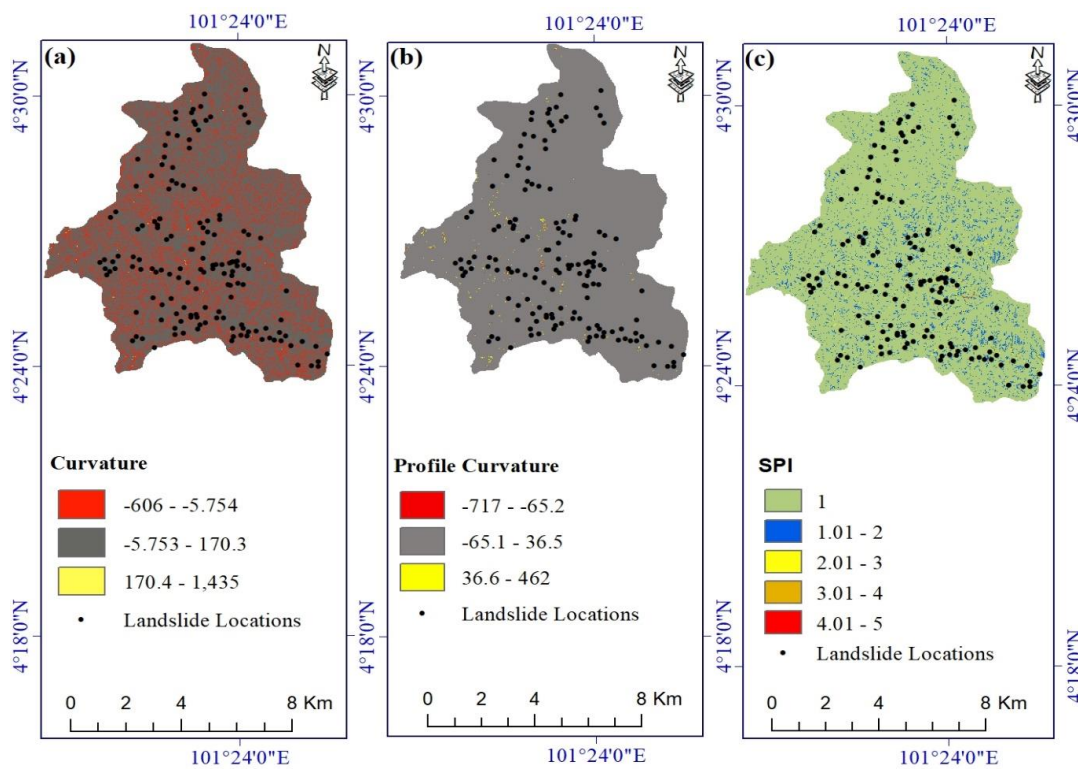 101°24'0"E
101°24'0"E
101°24'0"E
(a)
N
(b)
N
(c)
N
4°30'0"N
4°30'0"N
4°30'0"N
4°24'0"N
4°24'0"N
4°24'0"N
4°18'0"N
4°18'0"N
4°18'0"N
Curvature
-606 - -5.754
-5.753 - 170.3
170.4 - 1,435
Landslide Locations
0 2 4 8 Km
Profile Curvature
-717 - -65.2
-65.1 - 36.5
36.6 - 462
Landslide Locations
0 2 4 8 Km
SPI
1
1.01 - 2
2.01 - 3
3.01 - 4
4.01 - 5
Landslide Locations
0 2 4 8 Km
101°24'0"E
101°24'0"E
101°24'0"E